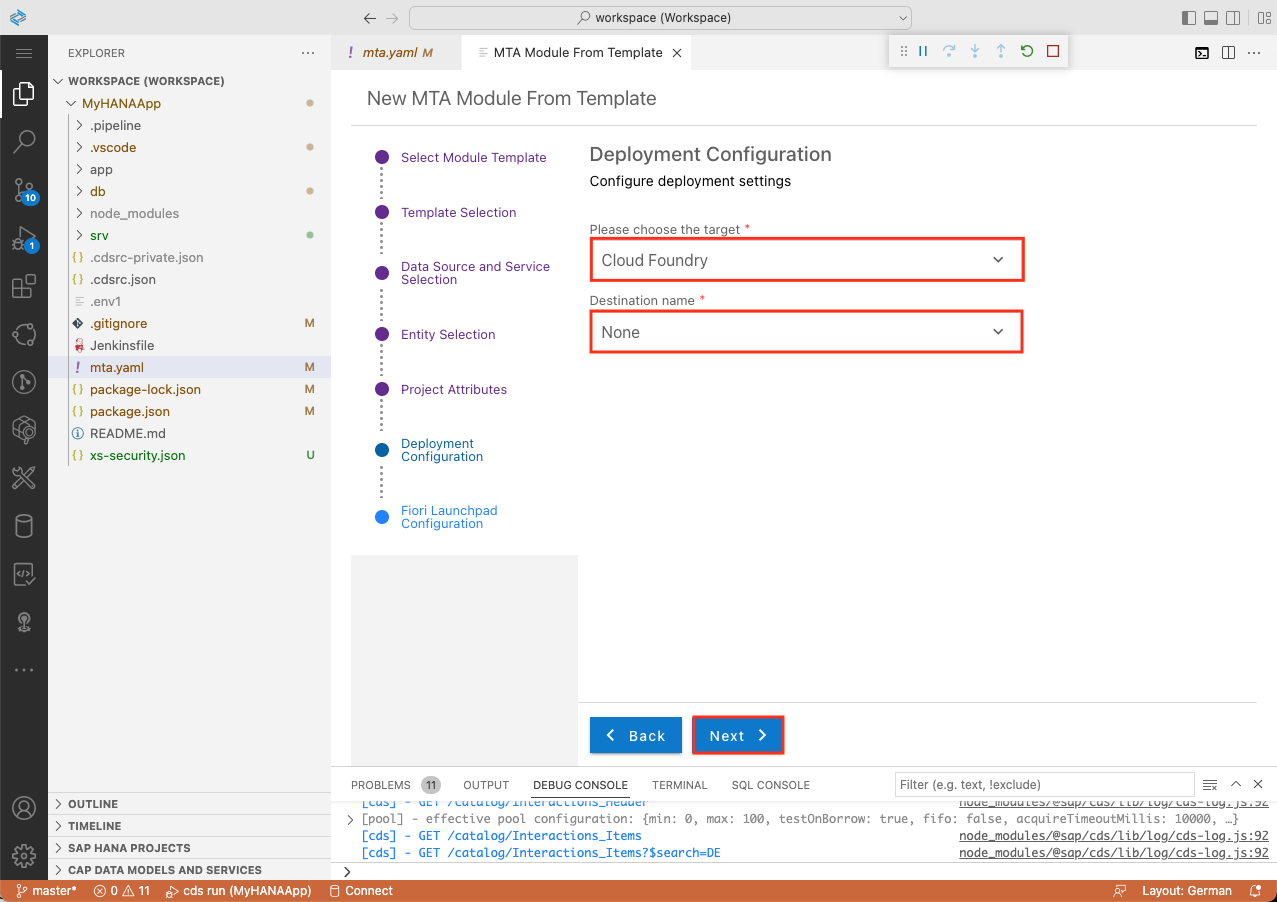 workspace (Workspace)
EXPLORER
WORKSPACE (WORKSPACE)
MyHANAApp
.pipeline
.vscode
app
db
node_modules
srv
{} .cdsrc-private.json
{} .cdsrc.json
.env1
.gitignore M
Jenkinsfile
! mta.yaml M
{} package-lock.json M
{} package.json M
README.md
{} xs-security.json U
OUTLINE
TIMELINE
SAP HANA PROJECTS
CAP DATA MODELS AND SERVICES
10
1
! mta.yaml M
MTA Module From Template
New MTA Module From Template
Select Module Template
Template Selection
Data Source and Service
Selection
Entity Selection
Project Attributes
Deployment
Configuration
Fiori Launchpad
Configuration
Deployment Configuration
Configure deployment settings
Please choose the target *
Cloud Foundry
Destination name *
None
Back
Next
PROBLEMS 11 OUTPUT DEBUG CONSOLE TERMINAL SQL CONSOLE
Filter (e.g. text, !exclude)
[cds] - GET /catalog/Interactions_Header node_modules/@sap/cds/lib/log/cds-log.js:92
[pool] - effective pool configuration: {min: 0, max: 100, testOnBorrow: true, fifo: false, acquireTimeoutMillis: 10000, …}
[cds] - GET /catalog/Interactions_Items node_modules/@sap/cds/lib/log/cds-log.js:92
[cds] - GET /catalog/Interactions_Items?$search=DE node_modules/@sap/cds/lib/log/cds-log.js:92
master* 0 11 cds run (MyHANAApp) Connect Layout: German